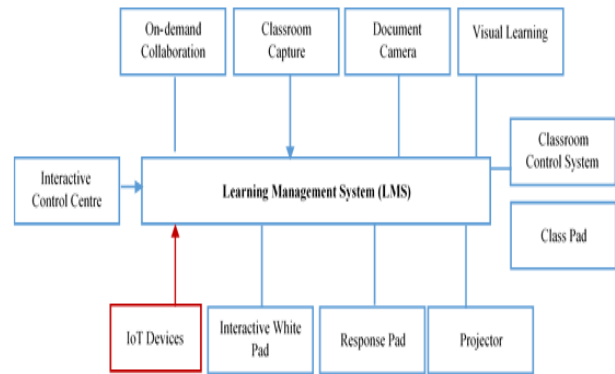 On-demand
Collaboration
Classroom
Capture
Document
Camera
Visual Learning
Classroom
Control System
Interactive
Control Centre
Learning Management System (LMS)
Class Pad
IoT Devices
Interactive White
Pad
Response Pad
Projector